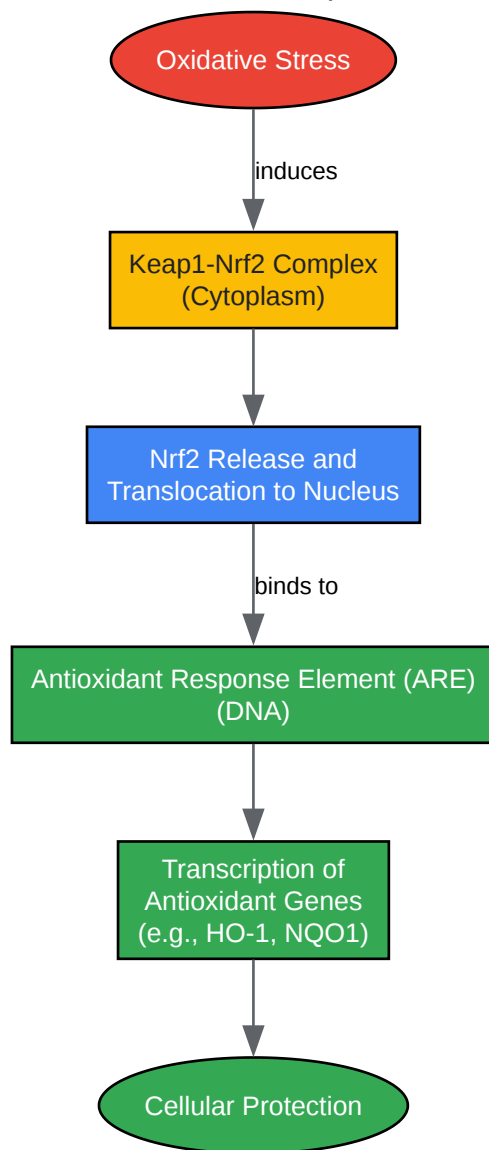 Oxidative Stress
induces
Keap1-Nrf2 Complex
(Cytoplasm)
Nrf2 Release and
Translocation to Nucleus
binds to
Antioxidant Response Element (ARE)
(DNA)
Transcription of
Antioxidant Genes
(e.g., HO-1, NQO1)
Cellular Protection